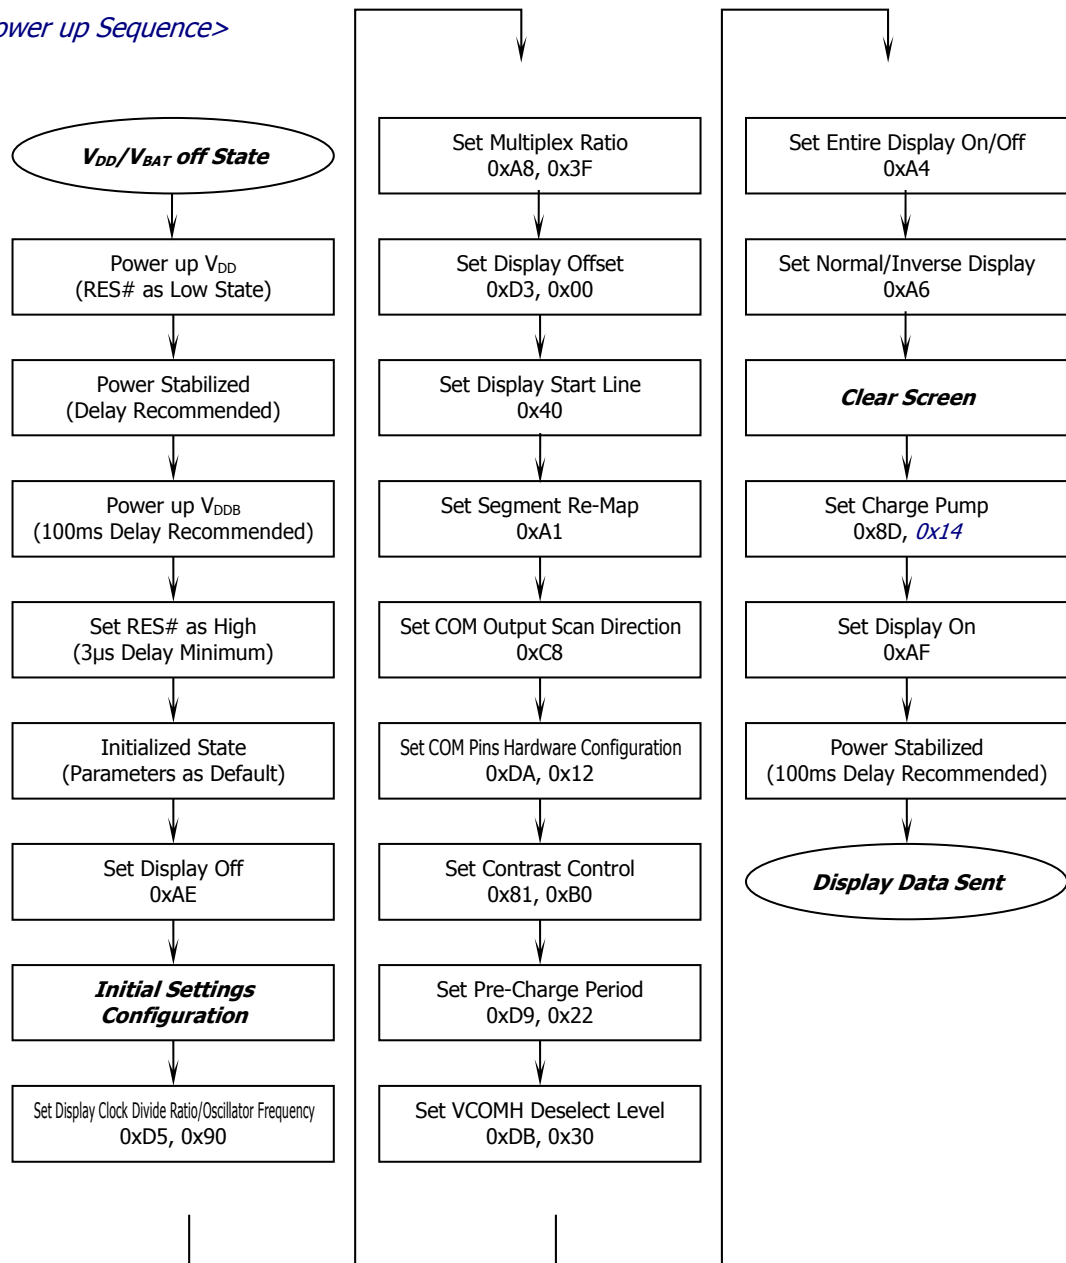 ower up Sequence>
V_DD/V_BAT off State
Power up V_DD
(RES# as Low State)
Power Stabilized
(Delay Recommended)
Power up V_DDB
(100ms Delay Recommended)
Set RES# as High
(3μs Delay Minimum)
Initialized State
(Parameters as Default)
Set Display Off
0xAE
Initial Settings
Configuration
Set Display Clock Divide Ratio/Oscillator Frequency
0xD5, 0x90
Set Multiplex Ratio
0xA8, 0x3F
Set Display Offset
0xD3, 0x00
Set Display Start Line
0x40
Set Segment Re-Map
0xA1
Set COM Output Scan Direction
0xC8
Set COM Pins Hardware Configuration
0xDA, 0x12
Set Contrast Control
0x81, 0xB0
Set Pre-Charge Period
0xD9, 0x22
Set VCOMH Deselect Level
0xDB, 0x30
Set Entire Display On/Off
0xA4
Set Normal/Inverse Display
0xA6
Clear Screen
Set Charge Pump
0x8D, 0x14
Set Display On
0xAF
Power Stabilized
(100ms Delay Recommended)
Display Data Sent